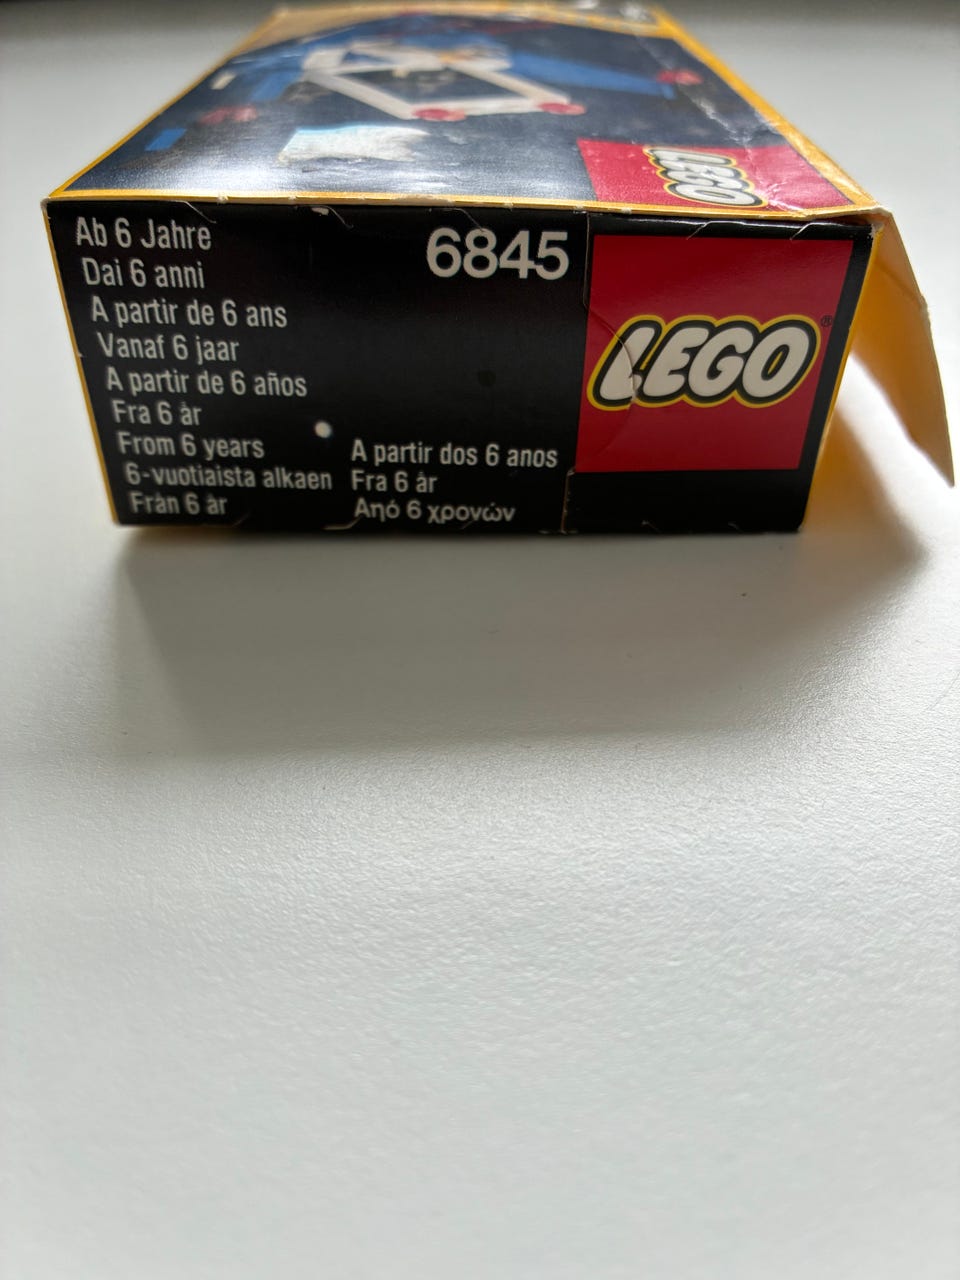 LEGO
6845
LEGO®
Ab 6 Jahre
Dai 6 anni
A partir de 6 ans
Vanaf 6 jaar
A partir de 6 años
Fra 6 år
From 6 years
6-vuotiaista alkaen
Från 6 år
A partir dos 6 anos
Fra 6 år
Από 6 χρονών